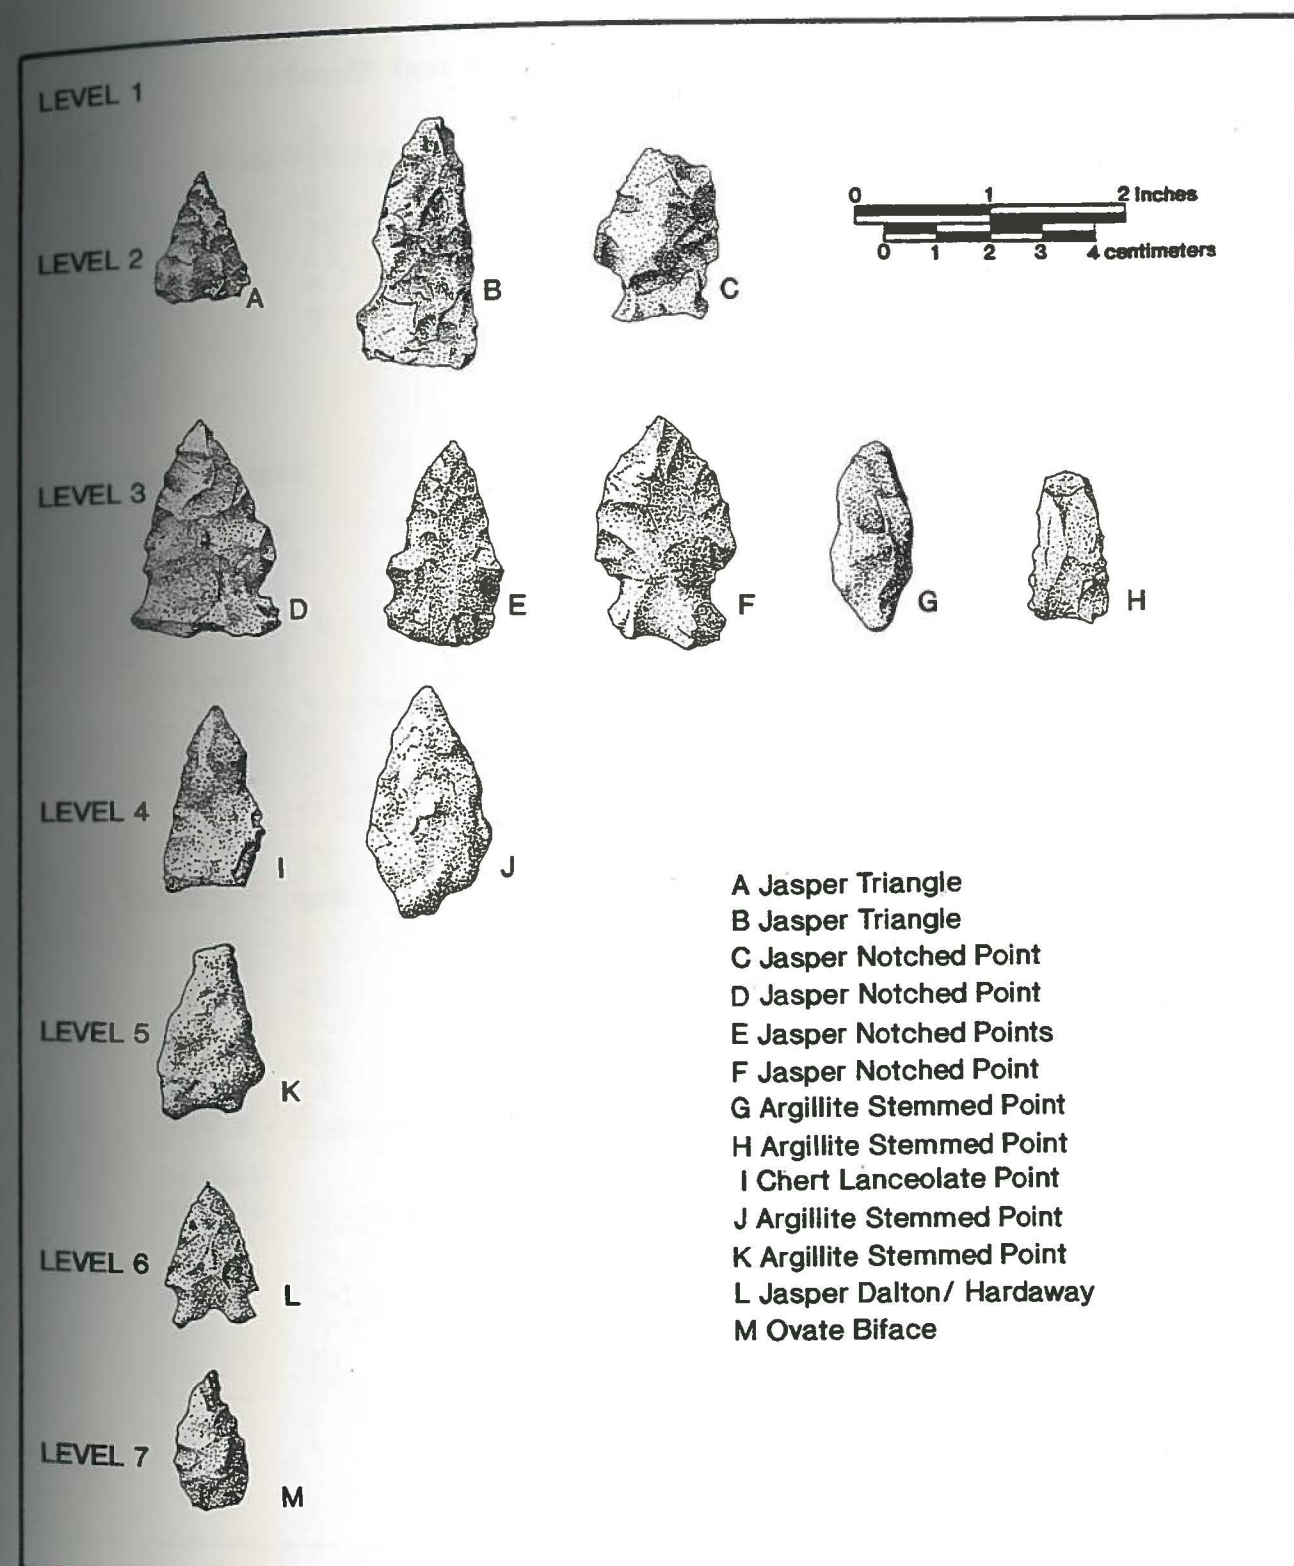 LEVEL 1
0 1 2 Inches
LEVEL 2
0 1 2 3 4 centimeters
A
B
C
LEVEL 3
D
E
F
G
H
LEVEL 4
I
J
A Jasper Triangle
B Jasper Triangle
C Jasper Notched Point
D Jasper Notched Point
E Jasper Notched Points
F Jasper Notched Point
G Argillite Stemmed Point
H Argillite Stemmed Point
I Chert Lanceolate Point
J Argillite Stemmed Point
K Argillite Stemmed Point
L Jasper Dalton/ Hardaway
M Ovate Biface
LEVEL 5
K
LEVEL 6
L
LEVEL 7
M